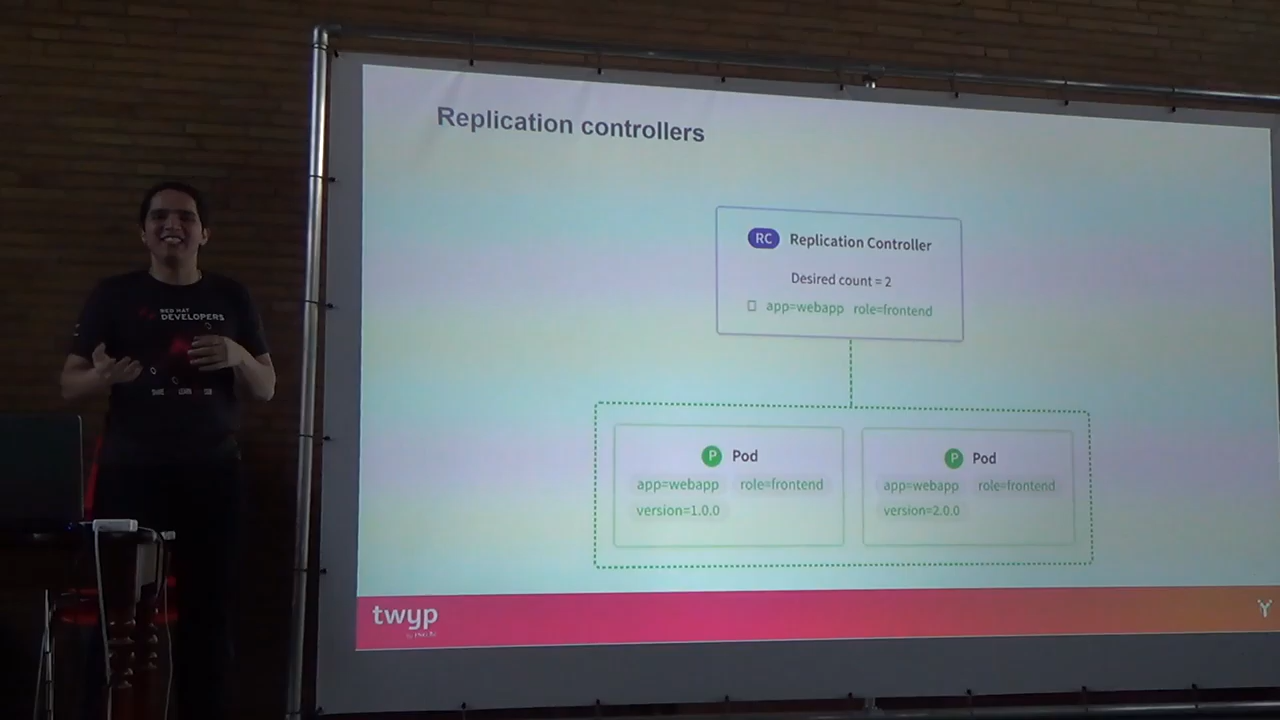 Replication controllers
RC Replication Controller
Desired count = 2
app=webapp role=frontend
P Pod
app=webapp role=frontend
version=1.0.0
P Pod
app=webapp role=frontend
version=2.0.0
twyp
RED HAT
DEVELOPERS